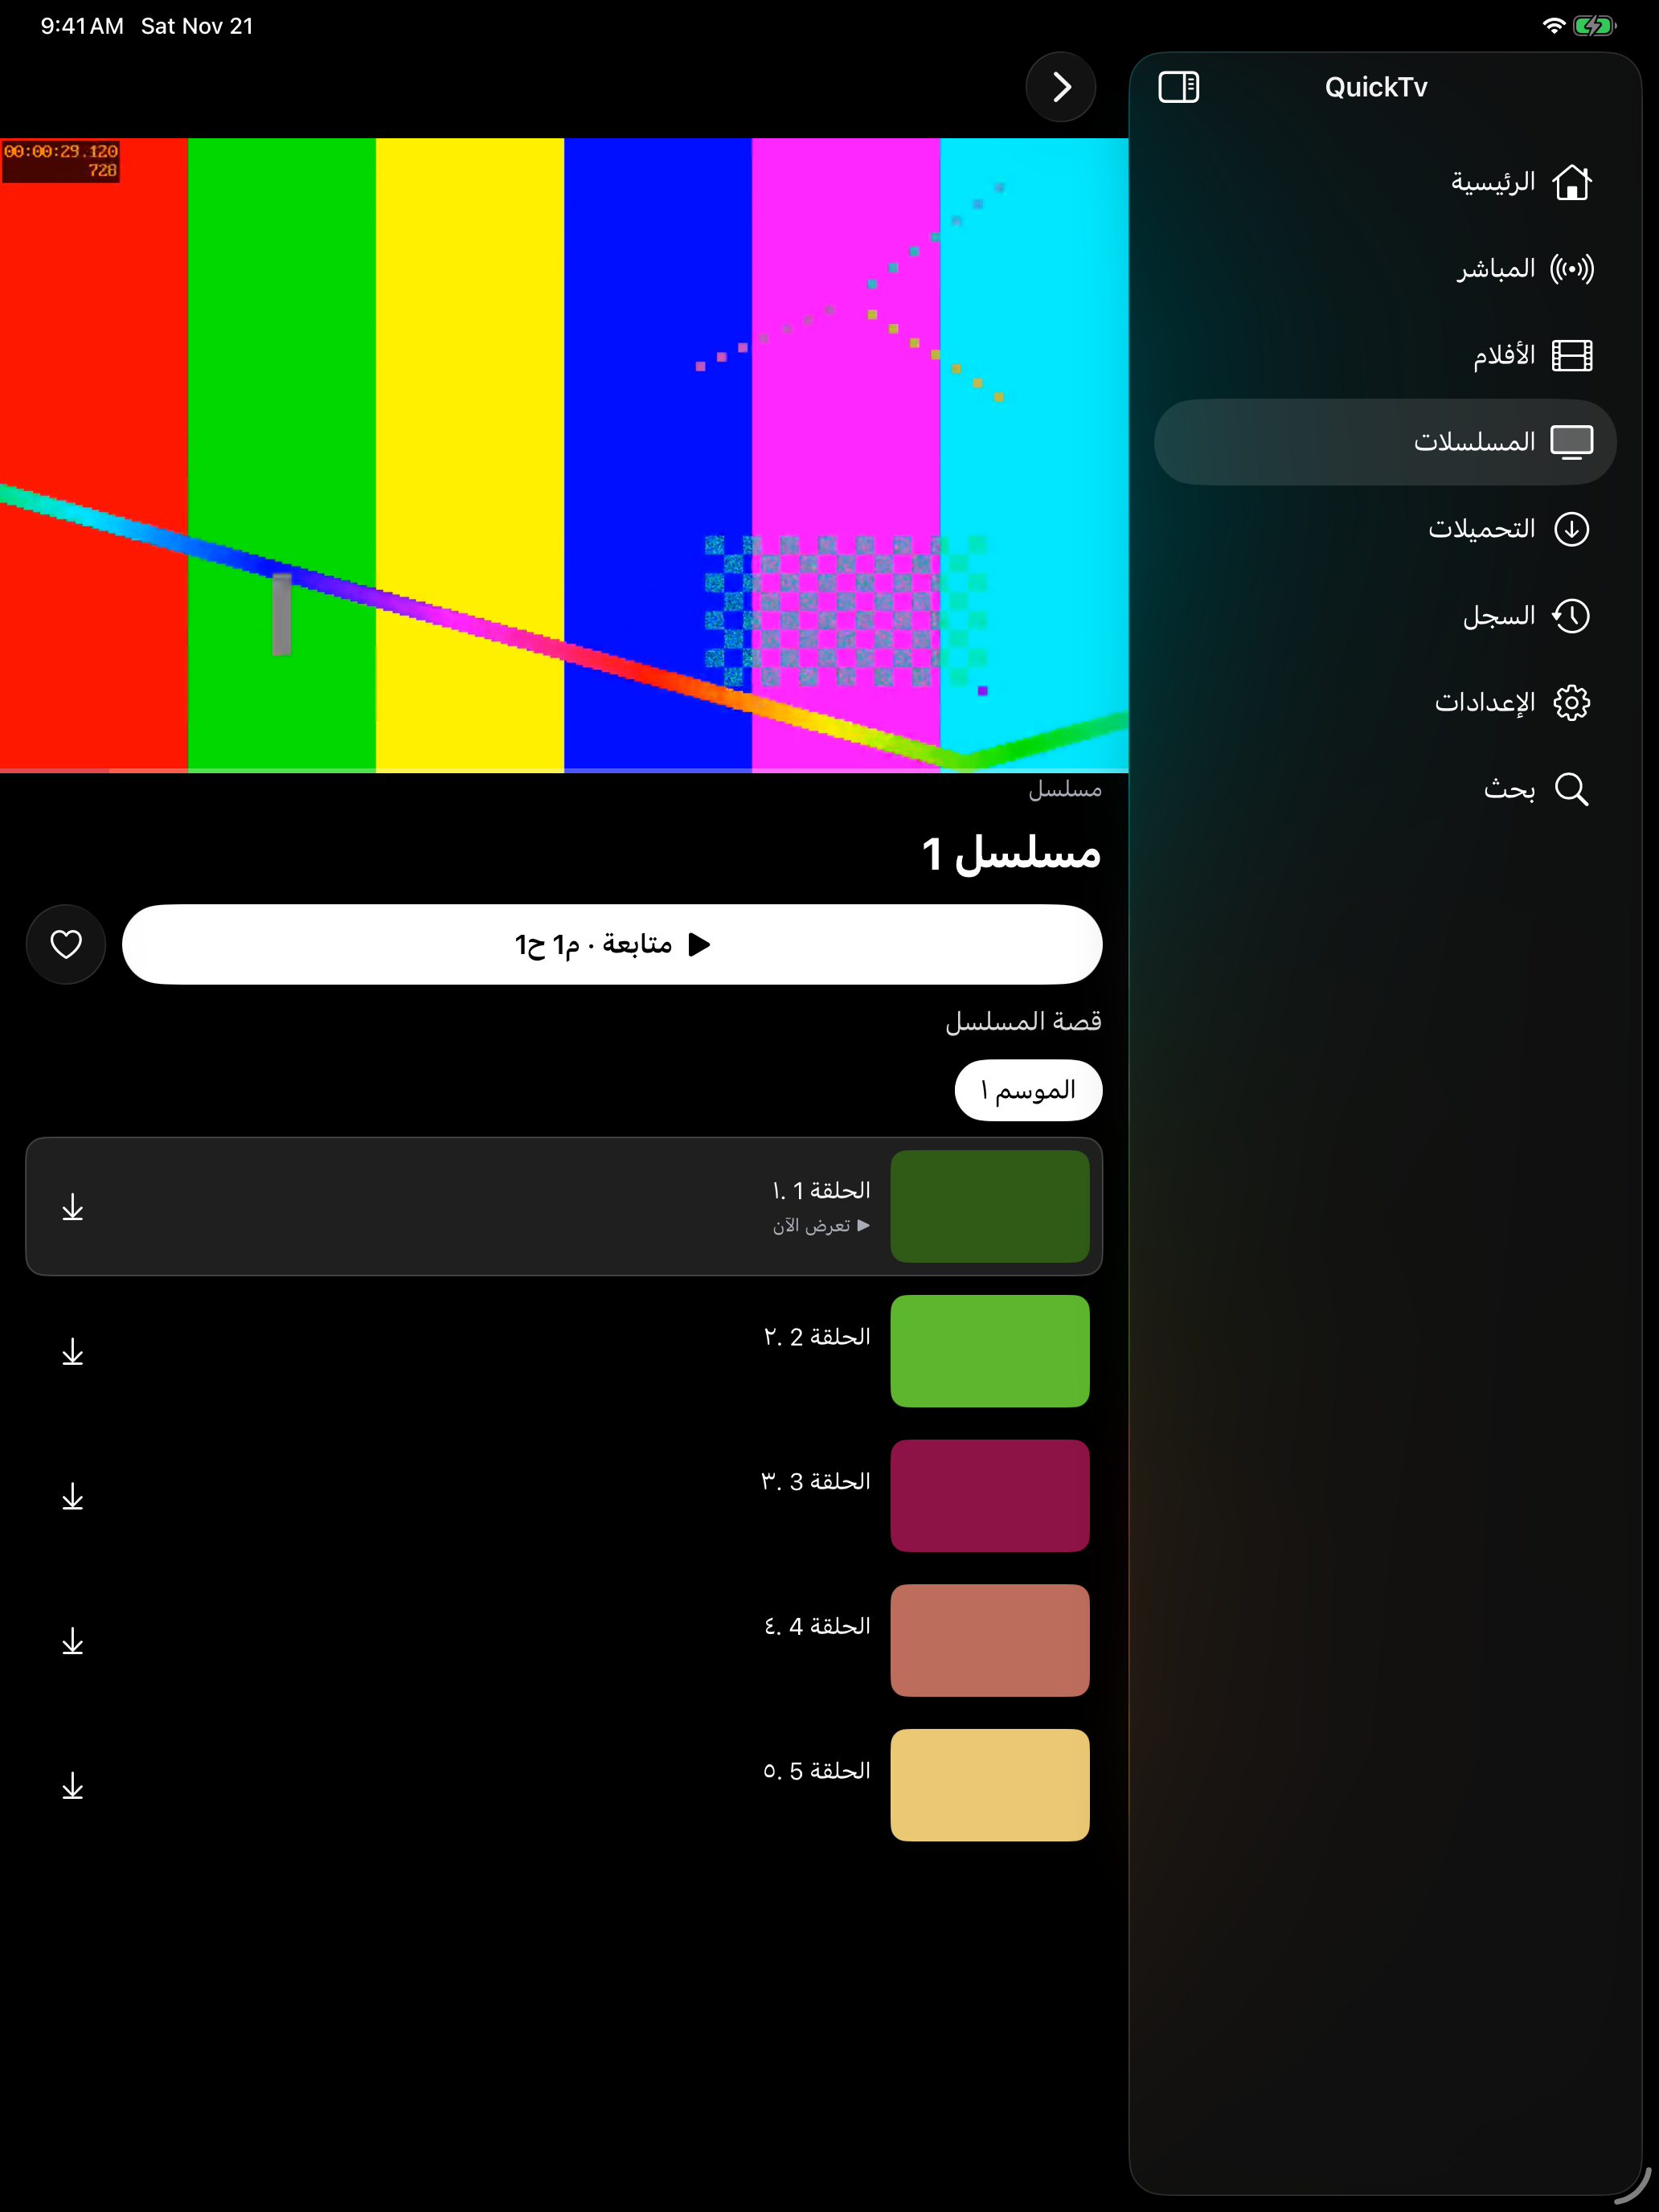 9:41 AM Sat Nov 21
QuickTv
الرئيسية
المباشر
الأفلام
المسلسلات
التحميلات
السجل
الإعدادات
بحث
00:00:29.120
728
مسلسل
مسلسل 1
متابعة · م1 ح1
قصة المسلسل
الموسم ١
١. الحلقة 1
تعرض الآن
٢. الحلقة 2
٣. الحلقة 3
٤. الحلقة 4
٥. الحلقة 5